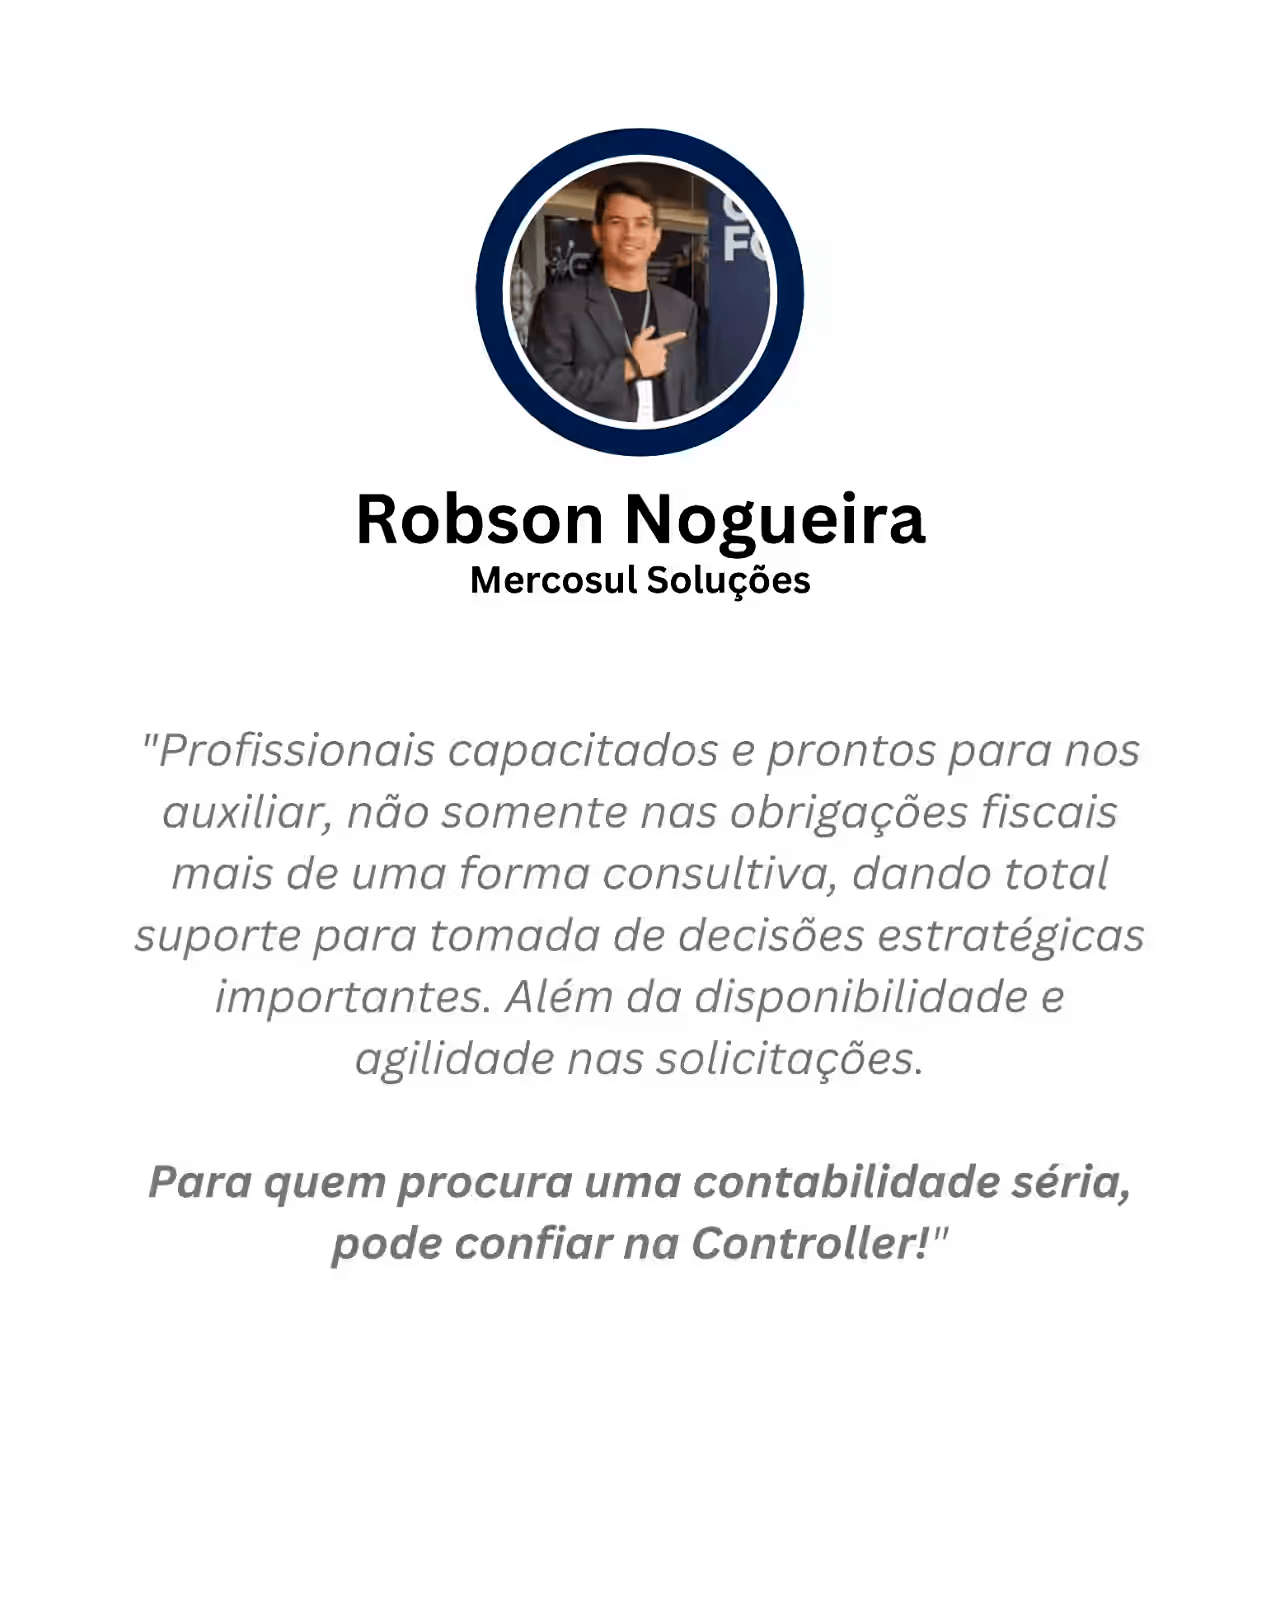 FO
Robson Nogueira
Mercosul Soluções
"Profissionais capacitados e prontos para nos
auxiliar, não somente nas obrigações fiscais
mais de uma forma consultiva, dando total
suporte para tomada de decisões estratégicas
importantes. Além da disponibilidade e
agilidade nas solicitações.
Para quem procura uma contabilidade séria,
pode confiar na Controller!"